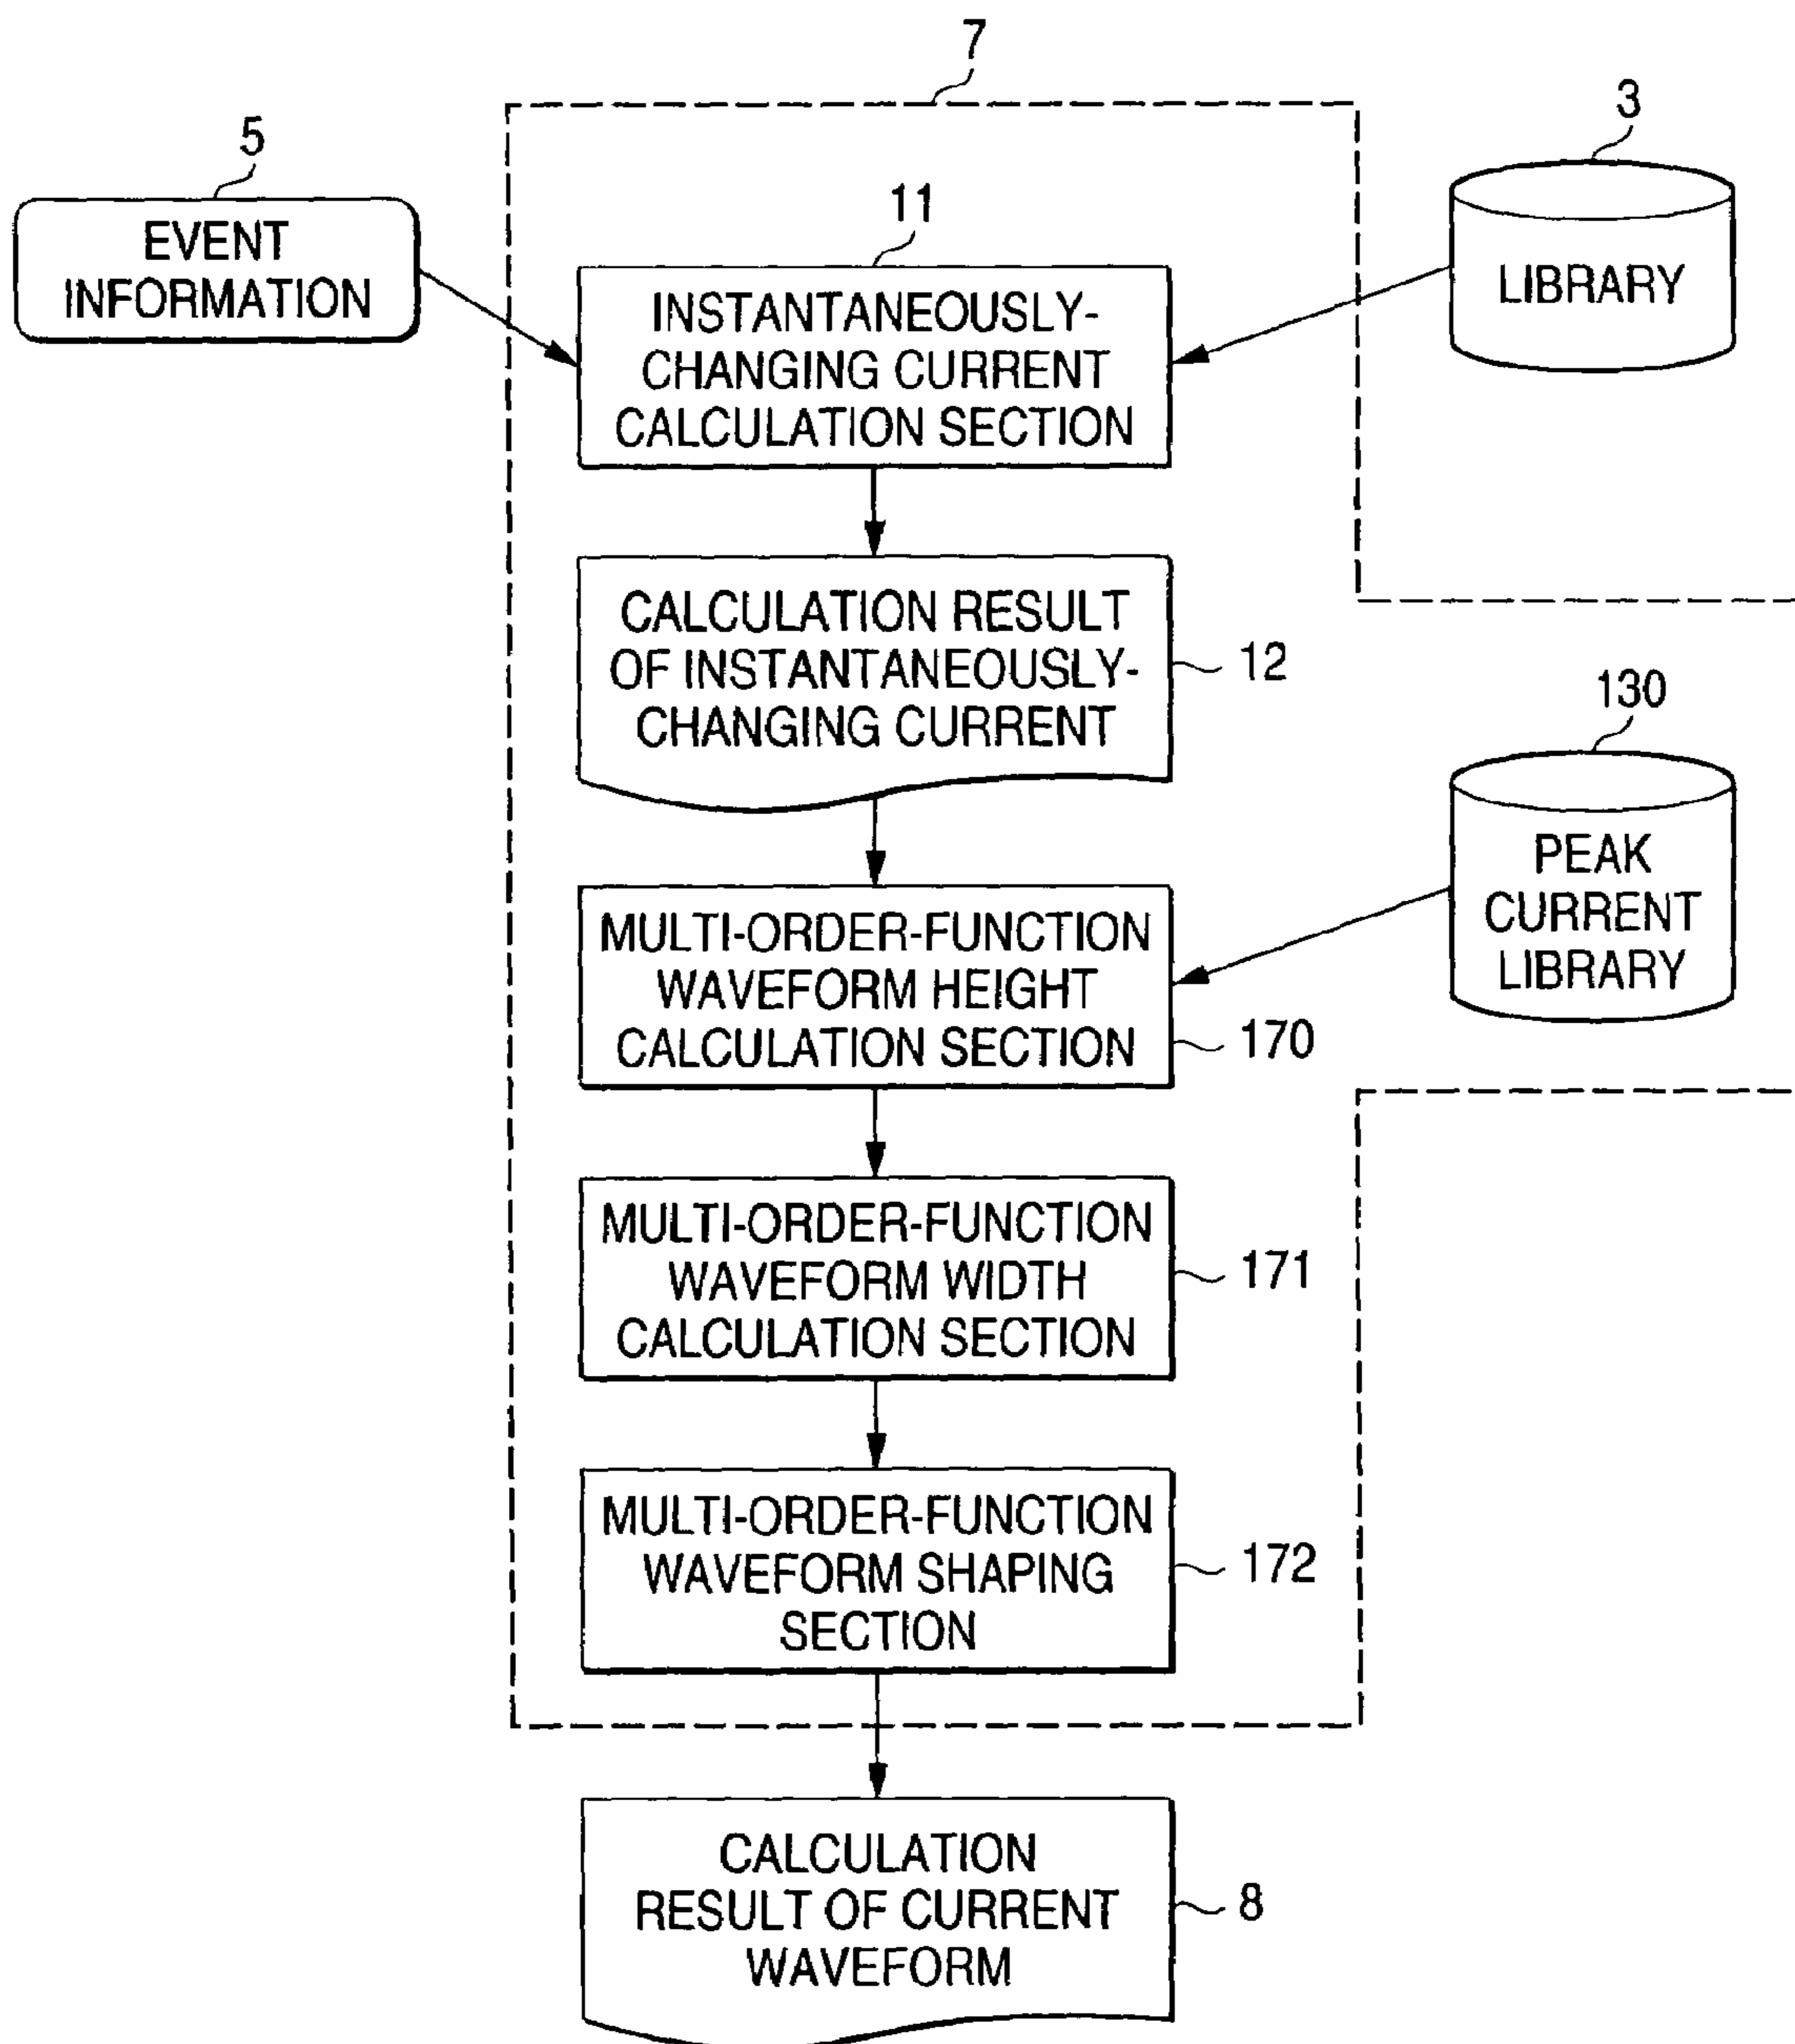 7
5
EVENT
INFORMATION
3
LIBRARY
11
INSTANTANEOUSLY-
CHANGING CURRENT
CALCULATION SECTION
CALCULATION RESULT
OF INSTANTANEOUSLY-
CHANGING CURRENT
12
130
PEAK
CURRENT
LIBRARY
MULTI-ORDER-FUNCTION
WAVEFORM HEIGHT
CALCULATION SECTION
170
MULTI-ORDER-FUNCTION
WAVEFORM WIDTH
CALCULATION SECTION
171
MULTI-ORDER-FUNCTION
WAVEFORM SHAPING
SECTION
172
CALCULATION
RESULT OF CURRENT
WAVEFORM
8